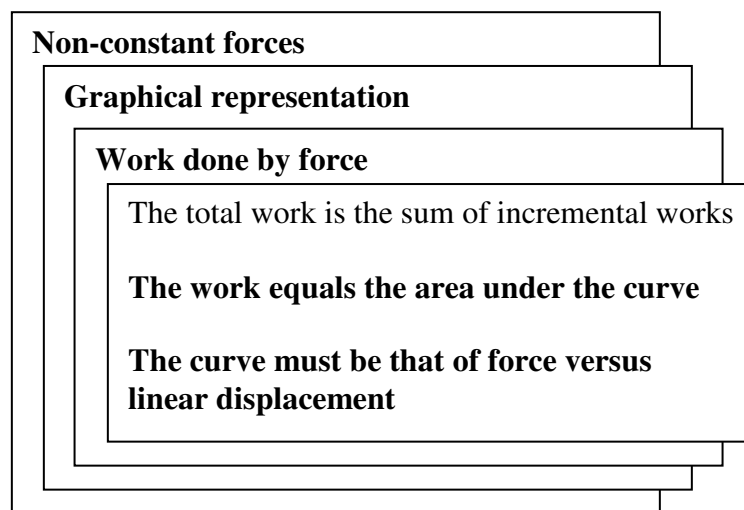 Non-constant forces
Graphical representation
Work done by force
The total work is the sum of incremental works
The work equals the area under the curve
The curve must be that of force versus
linear displacement